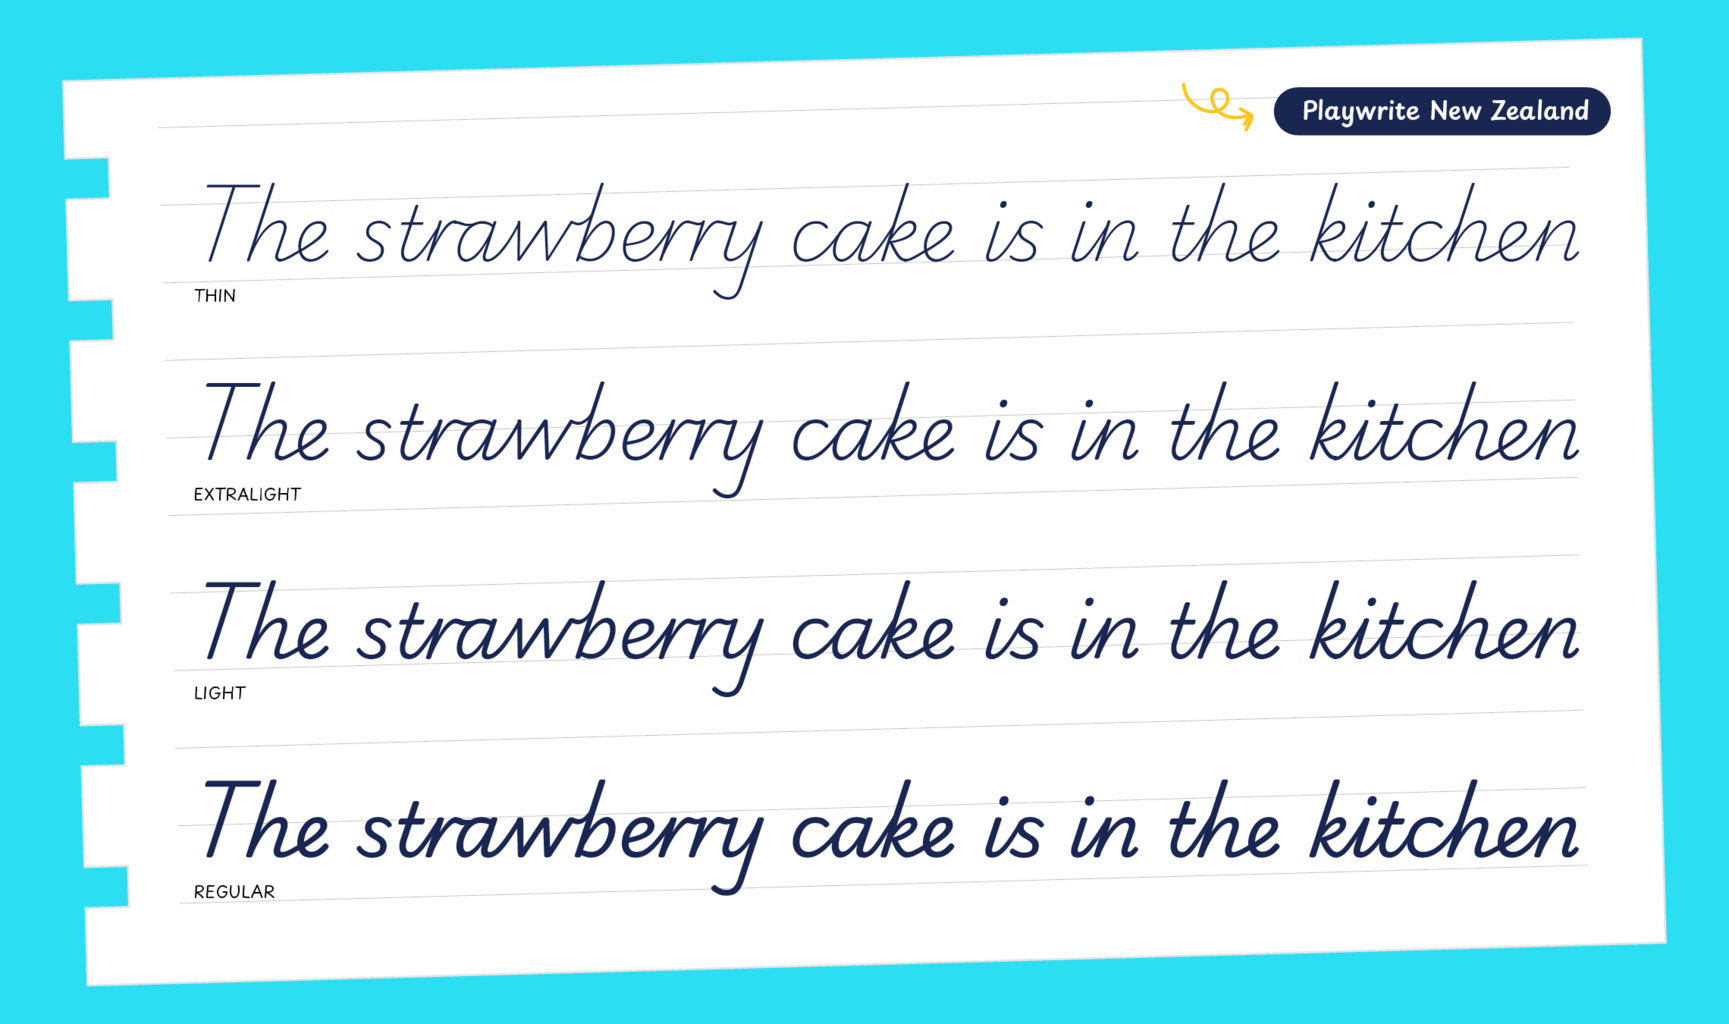 Playwrite New Zealand
The strawberry cake is in the kitchen
THIN
The strawberry cake is in the kitchen
EXTRALIGHT
The strawberry cake is in the kitchen
LIGHT
The strawberry cake is in the kitchen
REGULAR